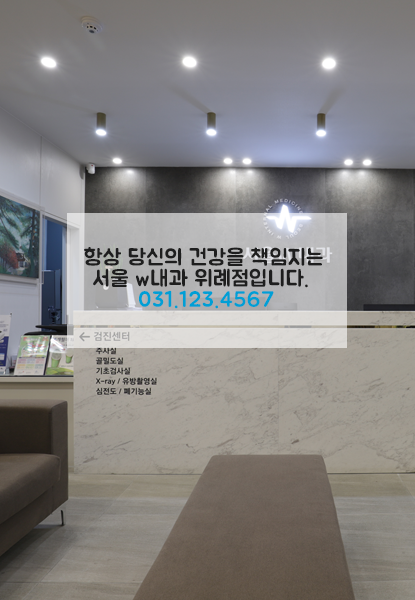 항상 당신의 건강을 책임지는
서울 w내과 위례점입니다.
031.123.4567
← 검진센터
주사실
골밀도실
기초검사실
X-ray / 유방촬영실
심전도 / 폐기능실